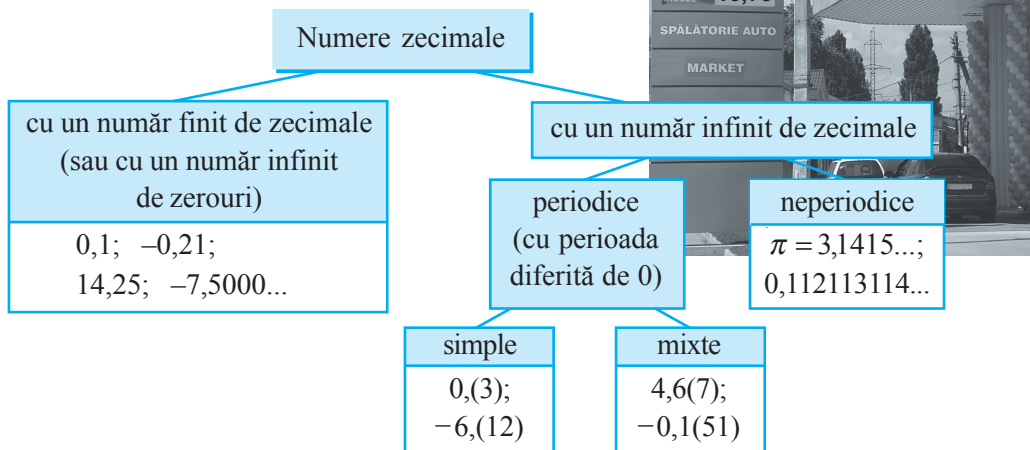 SPĂLĂTORIE AUTO
MARKET
Numere zecimale
cu un număr finit de zecimale
(sau cu un număr infinit
de zerouri)
0,1; –0,21;
14,25; –7,5000...
cu un număr infinit de zecimale
periodice
(cu perioada
diferită de 0)
neperiodice
π = 3,1415...;
0,112113114...
simple
0,(3);
−6,(12)
mixte
4,6(7);
−0,1(51)